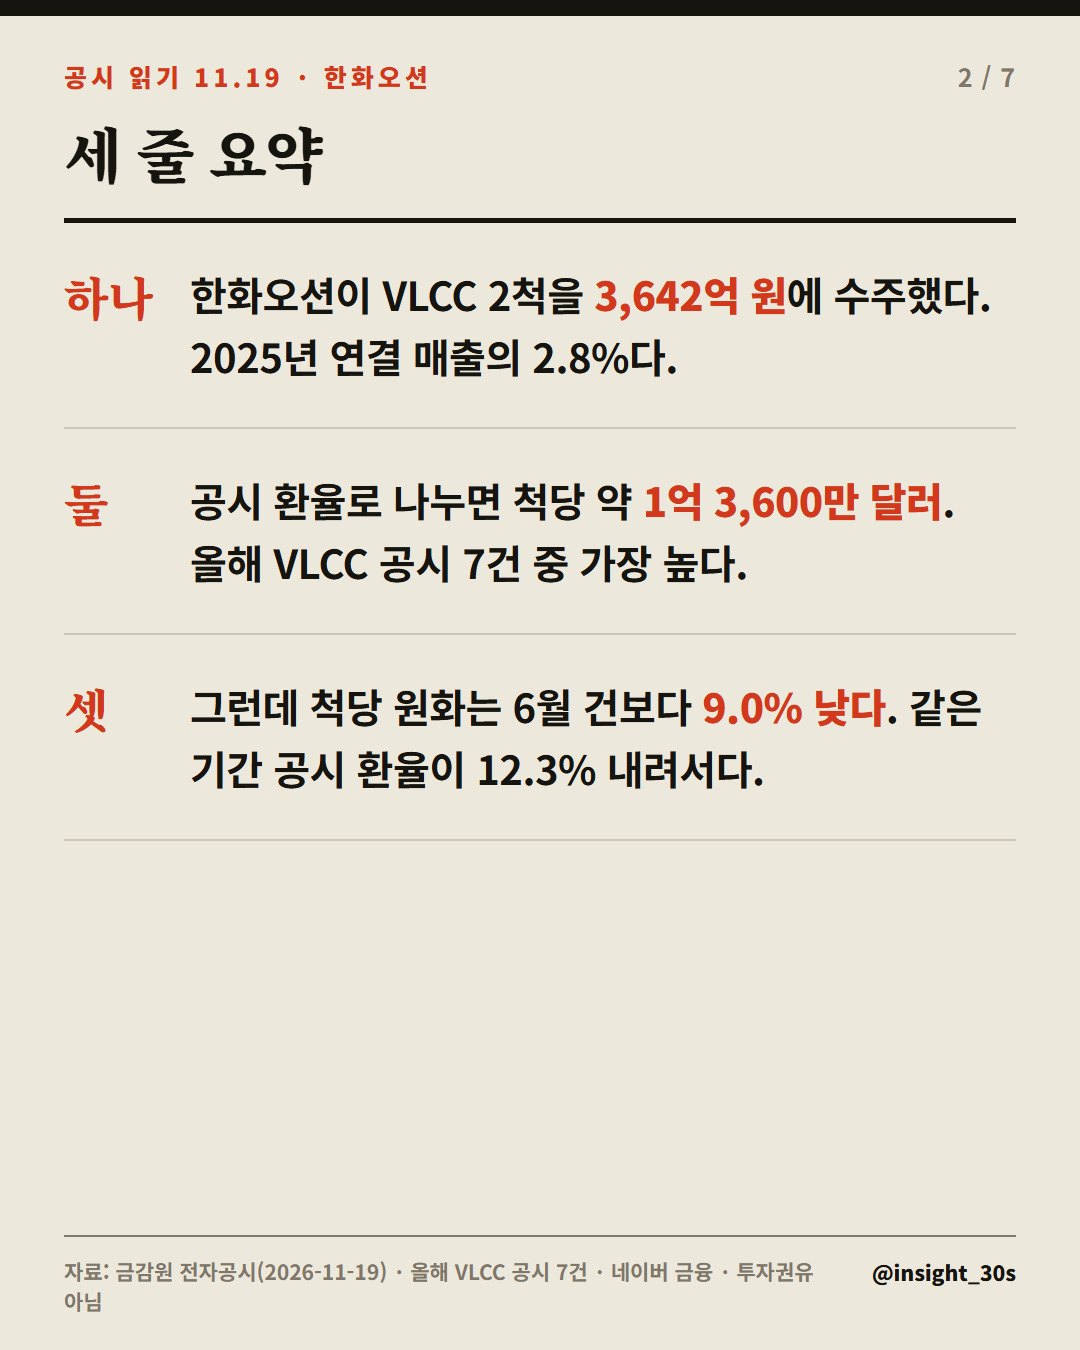 공시 읽기 11.19 · 한화오션
2 / 7
세 줄 요약
하나
한화오션이 VLCC 2척을 3,642억 원에 수주했다.
2025년 연결 매출의 2.8%다.
둘
공시 환율로 나누면 척당 약 1억 3,600만 달러.
올해 VLCC 공시 7건 중 가장 높다.
셋
그런데 척당 원화는 6월 건보다 9.0% 낮다. 같은
기간 공시 환율이 12.3% 내려서다.
자료: 금감원 전자공시(2026-11-19) · 올해 VLCC 공시 7건 · 네이버 금융 · 투자권유
아님
@insight_30s